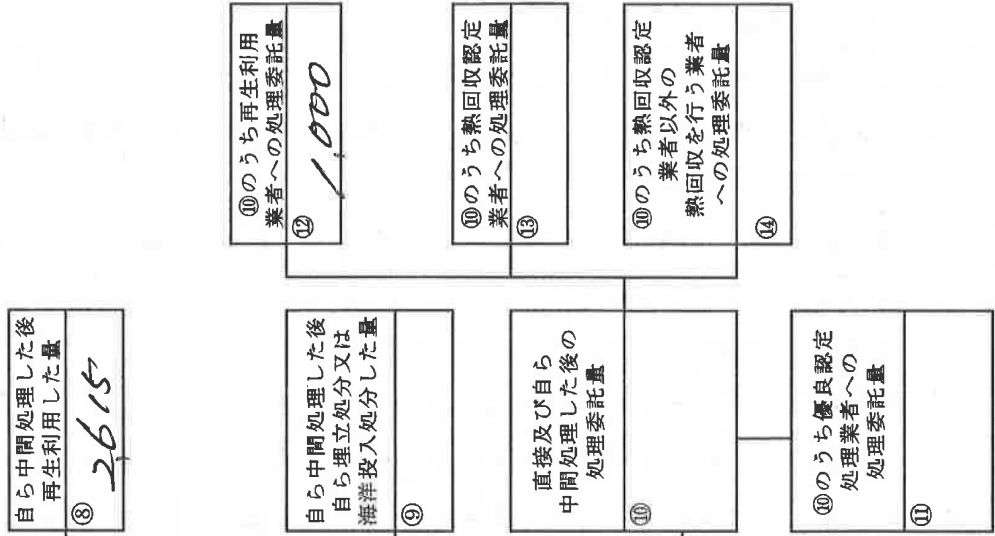 自ら中間処理した後
再生利用した量
⑧
2615
自ら中間処理した後
自ら埋立処分又は
海洋投入処分した量
⑨
直接及び自ら
中間処理した後の
処理委託量
⑩
⑩のうち優良認定
処理業者への
処理委託量
⑪
⑩のうち再生利用
業者への処理委託量
⑫
1,000
⑩のうち熱回収認定
業者への処理委託量
⑬
⑩のうち熱回収認定
業者以外の
熱回収を行う業者
への処理委託量
⑭